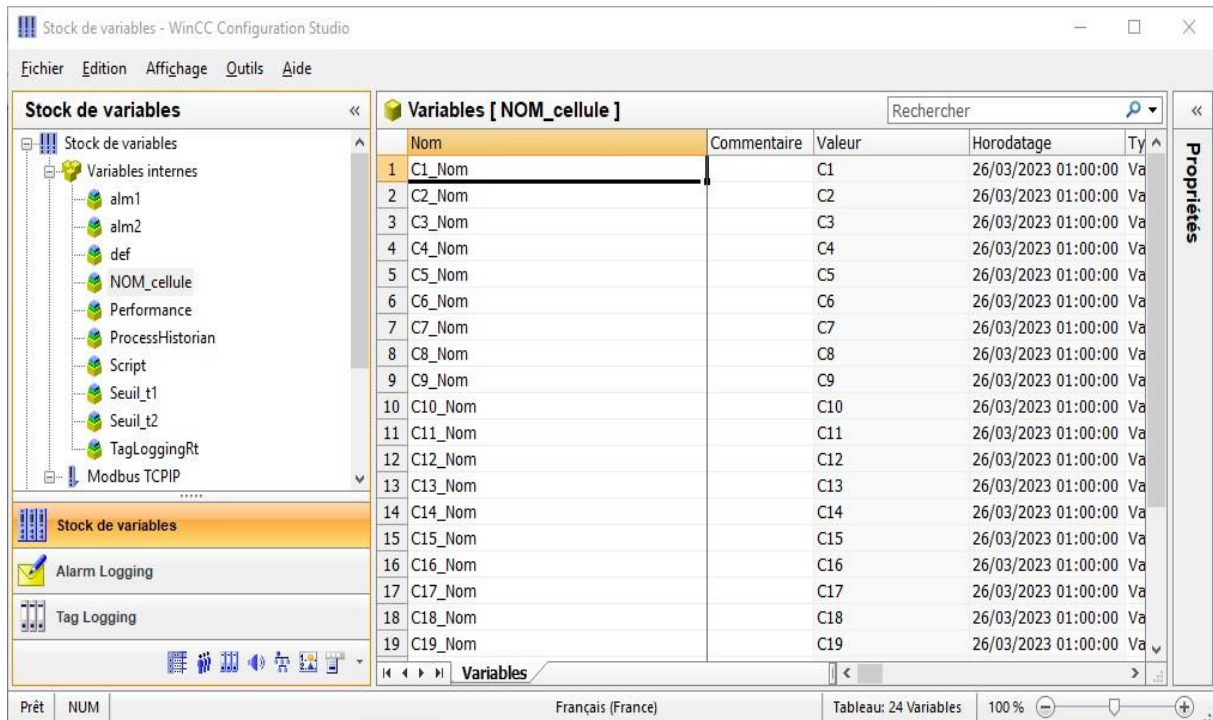 Stock de variables - WinCC Configuration Studio
Fichier Edition Affichage Outils Aide
Stock de variables «
Stock de variables
Variables internes
alm1
alm2
def
NOM_cellule
Performance
ProcessHistorian
Script
Seuil_t1
Seuil_t2
TagLoggingRt
Modbus TCPIP
Stock de variables
Alarm Logging
Tag Logging
Variables [ NOM_cellule ] Rechercher «
Nom Commentaire Valeur Horodatage Ty
1 C1_Nom C1 26/03/2023 01:00:00 Va
2 C2_Nom C2 26/03/2023 01:00:00 Va
3 C3_Nom C3 26/03/2023 01:00:00 Va
4 C4_Nom C4 26/03/2023 01:00:00 Va
5 C5_Nom C5 26/03/2023 01:00:00 Va
6 C6_Nom C6 26/03/2023 01:00:00 Va
7 C7_Nom C7 26/03/2023 01:00:00 Va
8 C8_Nom C8 26/03/2023 01:00:00 Va
9 C9_Nom C9 26/03/2023 01:00:00 Va
10 C10_Nom C10 26/03/2023 01:00:00 Va
11 C11_Nom C11 26/03/2023 01:00:00 Va
12 C12_Nom C12 26/03/2023 01:00:00 Va
13 C13_Nom C13 26/03/2023 01:00:00 Va
14 C14_Nom C14 26/03/2023 01:00:00 Va
15 C15_Nom C15 26/03/2023 01:00:00 Va
16 C16_Nom C16 26/03/2023 01:00:00 Va
17 C17_Nom C17 26/03/2023 01:00:00 Va
18 C18_Nom C18 26/03/2023 01:00:00 Va
19 C19_Nom C19 26/03/2023 01:00:00 Va
Variables
Propriétés
Prêt NUM Français (France) Tableau: 24 Variables 100 %